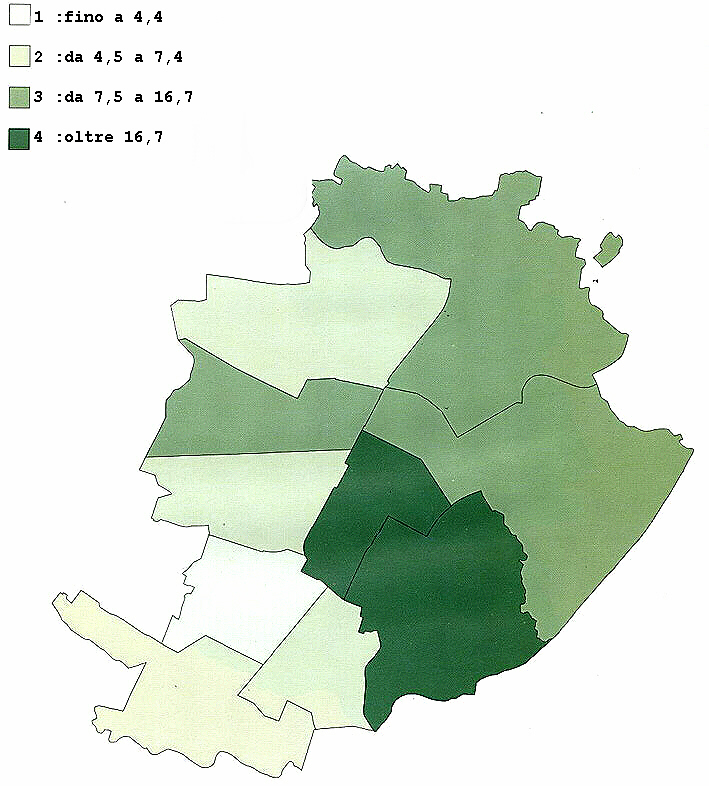 1 :fino a 4,4
2 :da 4,5 a 7,4
3 :da 7,5 a 16,7
4 :oltre 16,7